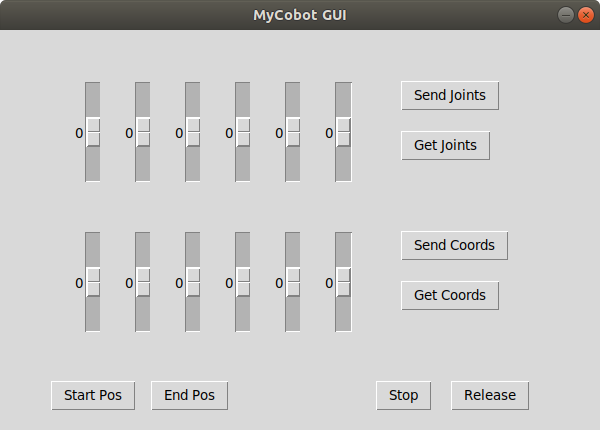 MyCobot GUI
0 0 0 0 0 0
Send Joints
Get Joints
0 0 0 0 0 0
Send Coords
Get Coords
Start Pos End Pos Stop Release